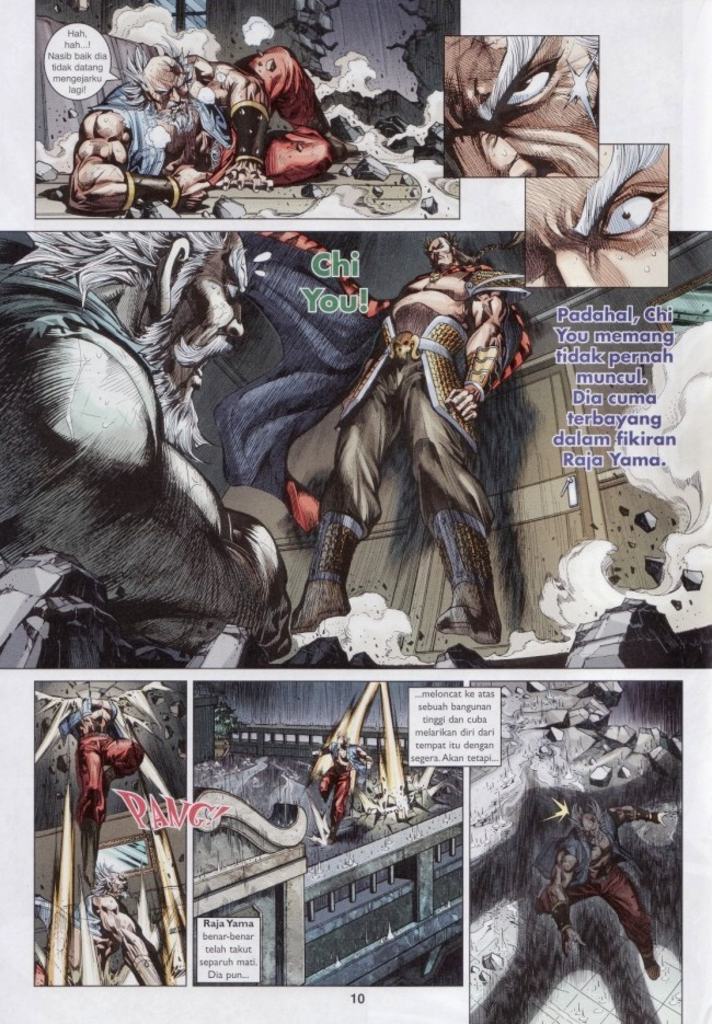 Hah,
hah...!
Nasib baik dia
tidak datang
mengejarku
lagi!
Chi
You!
Padahal, Chi
You memang
tidak pernah
muncul.
Dia cuma
terbayang
dalam fikiran
Raja Yama.
PANG!
Raja Yama
benar-benar
takut
separuh mati.
Dia pun...
...meloncat ke atas
sebuah bangunan
tinggi dan cuba
melarikan diri dari
tempat itu dengan
segera. Akan tetapi...
10